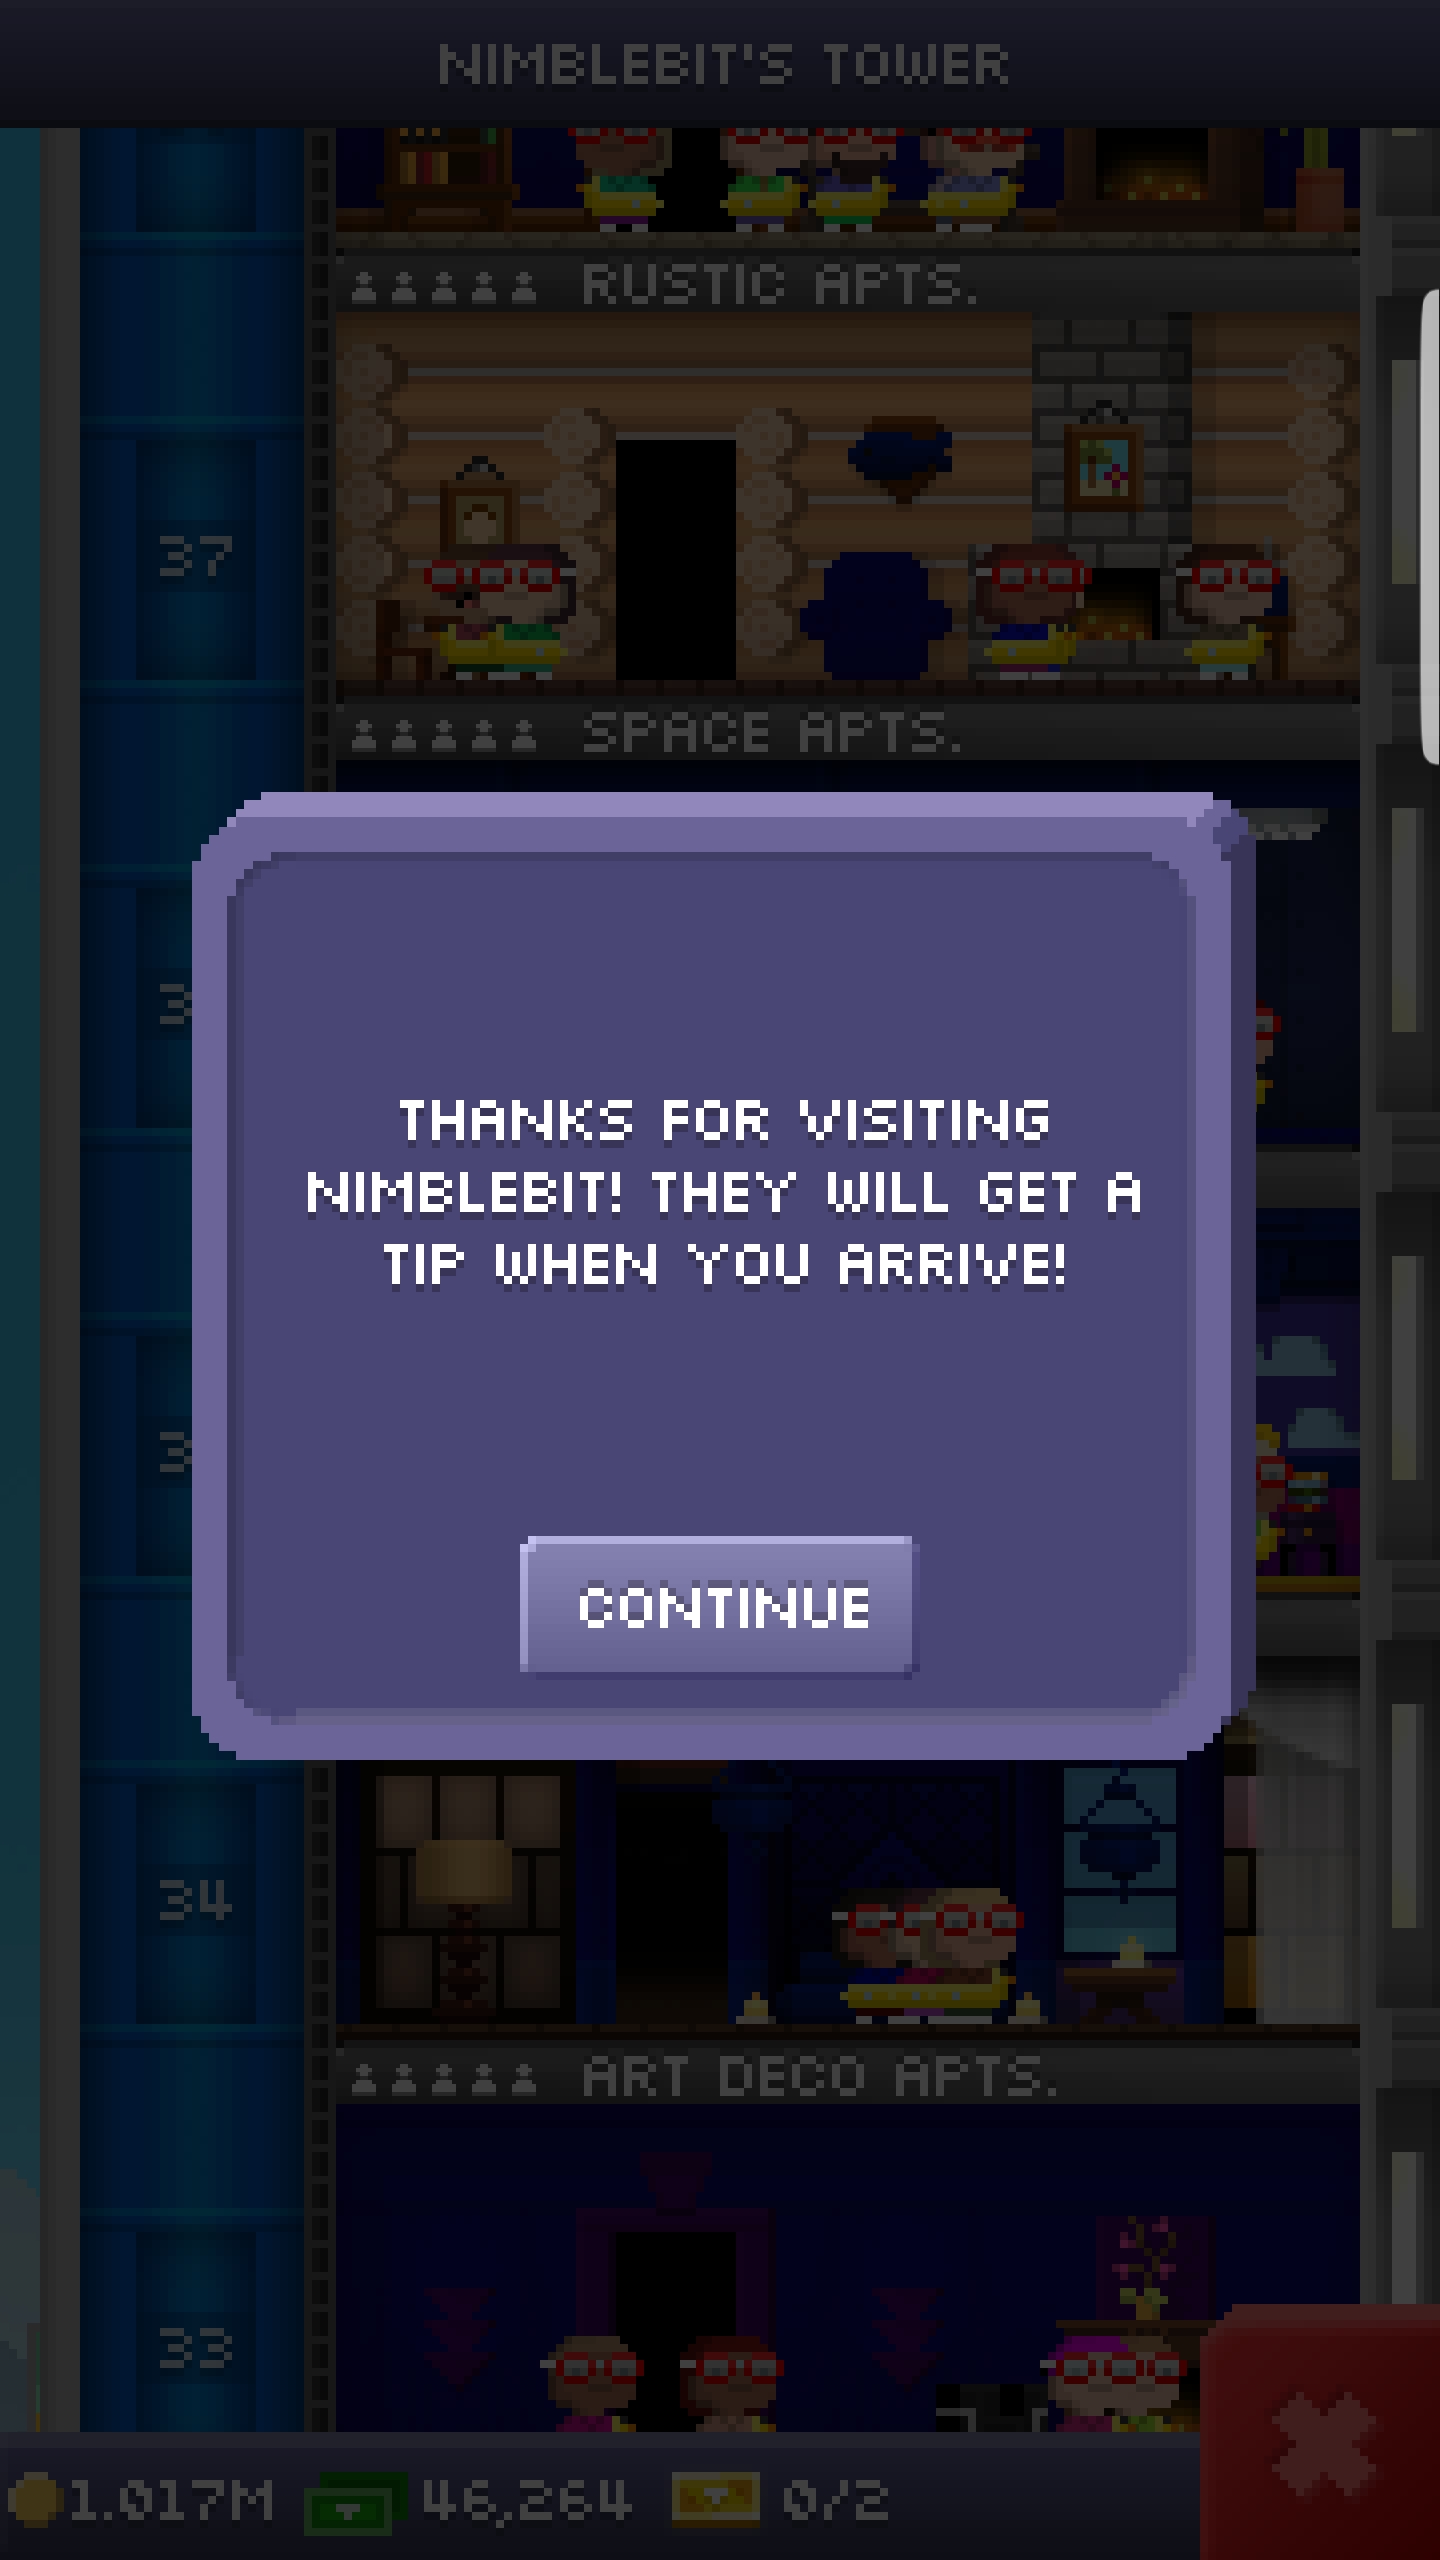 NIMBLEBIT'S TOWER
RUSTIC APTS.
37
SPACE APTS.
THANKS FOR VISITING
NIMBLEBIT! THEY WILL GET A
TIP WHEN YOU ARRIVE!
CONTINUE
34
ART DECO APTS.
33
1.017M 46,264 0/2